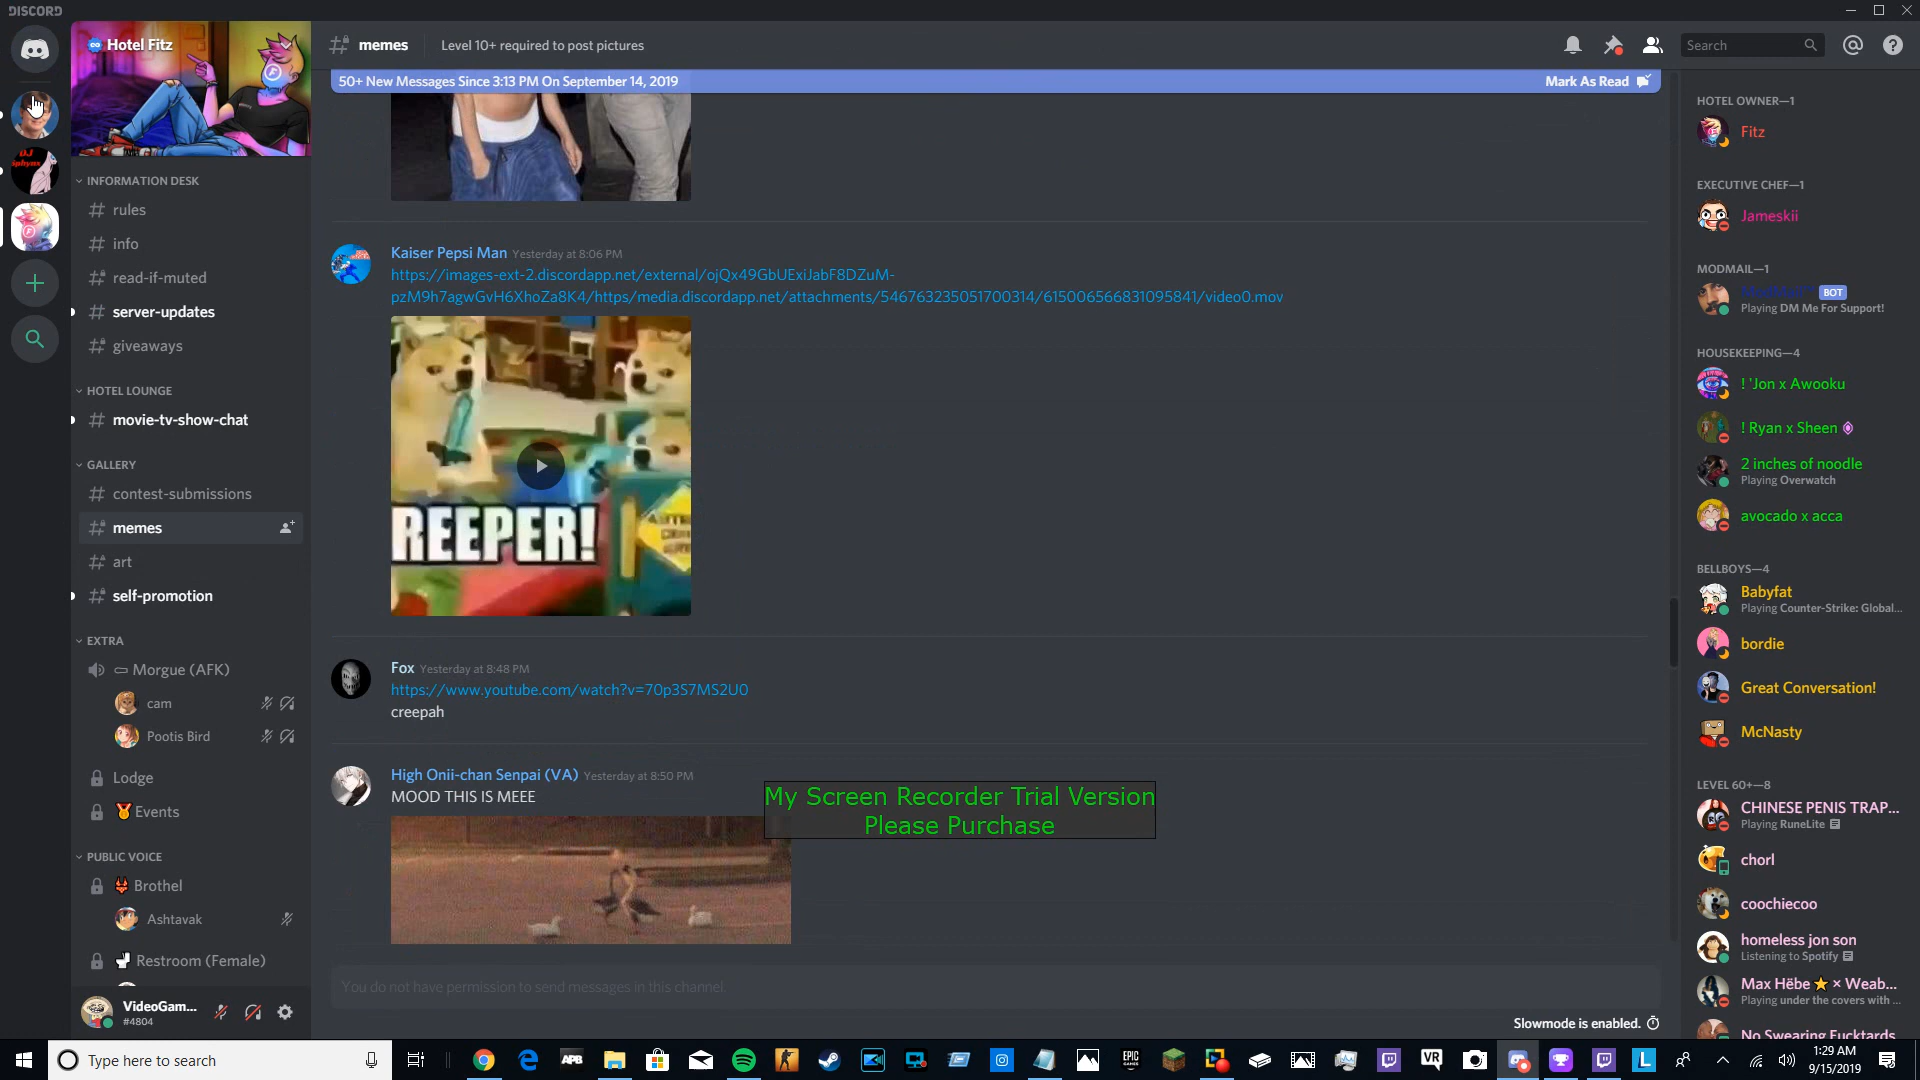 DISCORD
Hotel Fitz
memes
Level 10+ required to post pictures
Search
50+ New Messages Since 3:13 PM On September 14, 2019
Mark As Read
INFORMATION DESK
rules
info
read-if-muted
server-updates
giveaways
HOTEL LOUNGE
movie-tv-show-chat
GALLERY
contest-submissions
memes
art
self-promotion
EXTRA
Morgue (AFK)
cam
Pootis Bird
Lodge
Events
PUBLIC VOICE
Brothel
Ashtavak
Restroom (Female)
VideoGam...
#4804
Kaiser Pepsi Man Yesterday at 8:06 PM
https://images-ext-2.discordapp.net/external/ojQx49GbUExiJabF8DZuM-
pzM9h7agwGvH6XhoZa8K4/https/media.discordapp.net/attachments/546763235051700314/615006566831095841/video0.mov
REEPER!
Fox Yesterday at 8:48 PM
https://www.youtube.com/watch?v=70p3S7MS2U0
creepah
High Onii-chan Senpai (VA) Yesterday at 8:50 PM
MOOD THIS IS MEEE
My Screen Recorder Trial Version
Please Purchase
You do not have permission to send messages in this channel.
Slowmode is enabled.
HOTEL OWNER—1
Fitz
EXECUTIVE CHEF—1
Jameskii
MODMAIL—1
BOT
Playing DM Me For Support!
HOUSEKEEPING—4
! 'Jon x Awooku
! Ryan x Sheen
2 inches of noodle
Playing Overwatch
avocado x acca
BELLBOYS—4
Babyfat
Playing Counter-Strike: Global...
bordie
Great Conversation!
McNasty
LEVEL 60+—8
CHINESE PENIS TRAP...
Playing RuneLite
chorl
coochiecoo
homeless jon son
Listening to Spotify
Max Hëbe ⭐ × Weab...
Playing under the covers with ...
No Swearing Fucktards
Type here to search
APB
EPIC
GAMES
VR
L
1:29 AM
9/15/2019